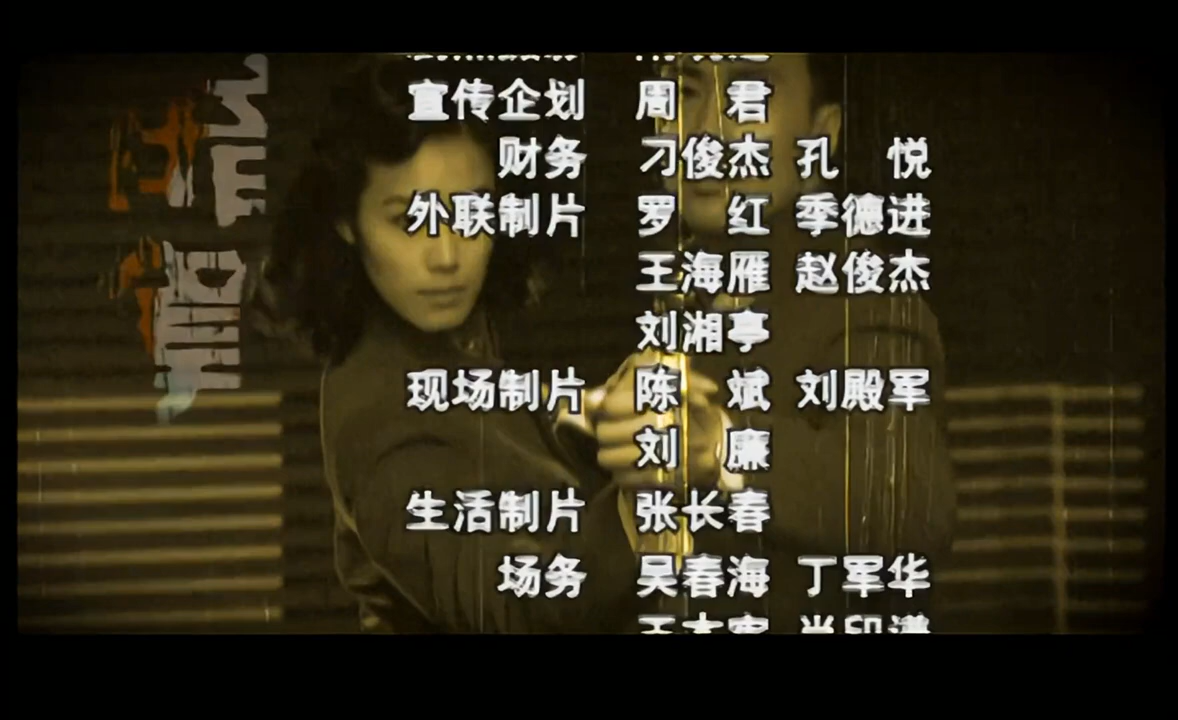 宣传企划 周 君
财务 刁俊杰 孔 悦
外联制片 罗 红 季德进
王海雁 赵俊杰
刘湘亭
现场制片 陈 斌 刘殿军
刘 廉
生活制片 张长春
场务 吴春海 丁军华